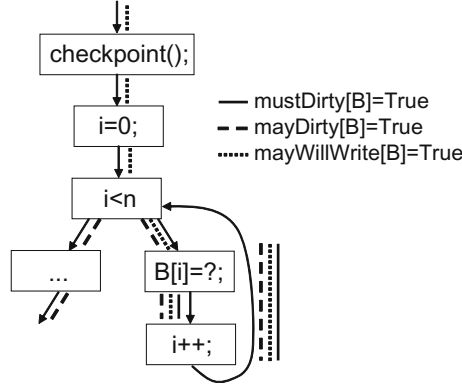 checkpoint();
i=0;
mustDirty[B]=True
mayDirty[B]=True
mayWillWrite[B]=True
i<n
...
B[i]=?;
i++;